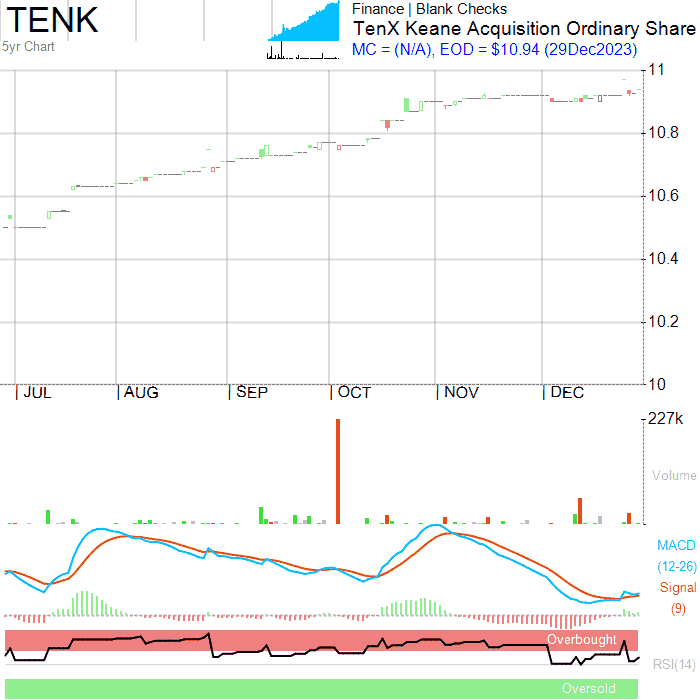 TENK
5yr Chart
Finance | Blank Checks
TenX Keane Acquisition Ordinary Share
MC = (N/A), EOD = $10.94 (29Dec2023)
11
10.8
10.6
10.4
10.2
10
JUL AUG SEP OCT NOV DEC
227k
Volume
MACD
(12-26)
Signal
(9)
Overbought
RSI(14)
Oversold